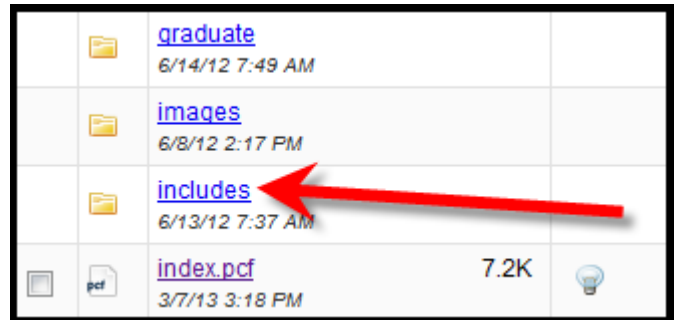 graduate
6/14/12 7:49 AM
images
6/8/12 2:17 PM
includes
6/13/12 7:37 AM
index.pcf 7.2K
pcf
3/7/13 3:18 PM